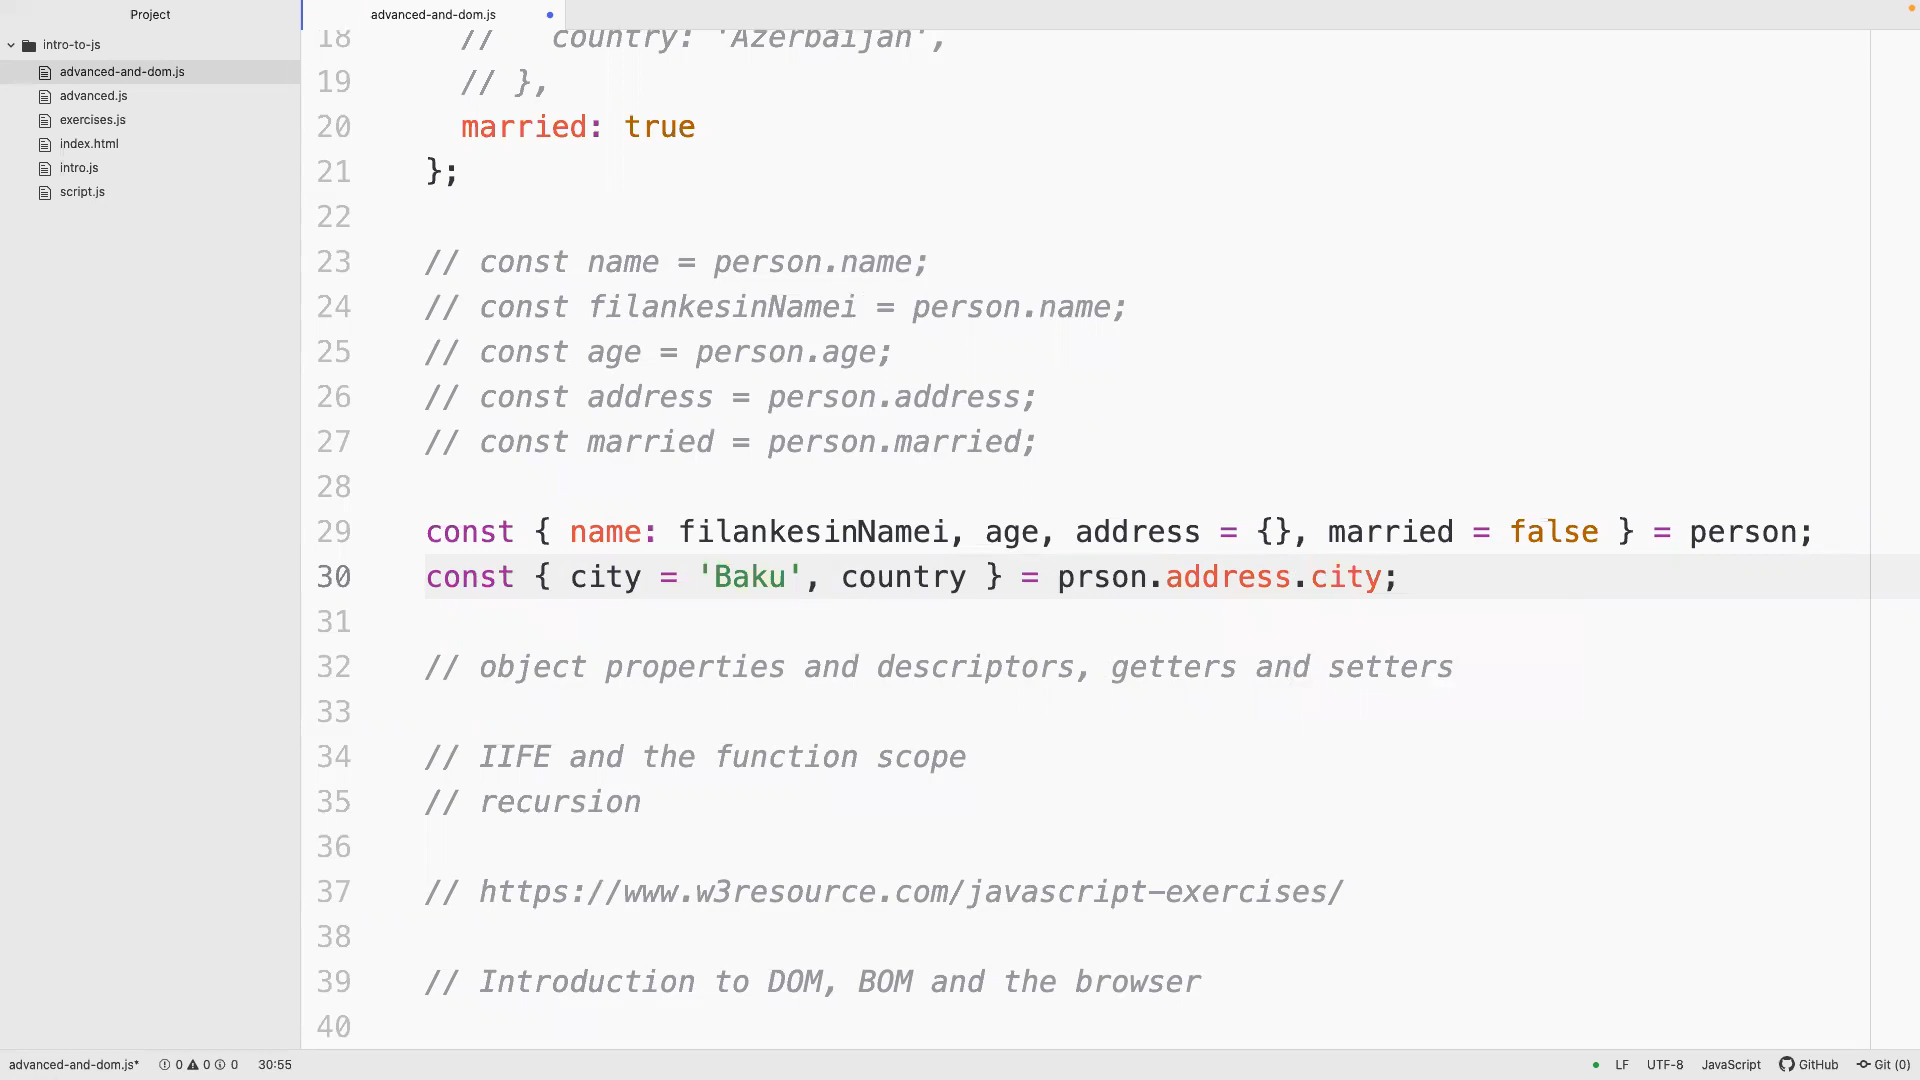 Project
advanced-and-dom.js
intro-to-js
advanced-and-dom.js
advanced.js
exercises.js
index.html
intro.js
script.js
18 //   country: 'Azerbaijan',
19 // },
20 married: true
21 };
22
23 // const name = person.name;
24 // const filankesinNamei = person.name;
25 // const age = person.age;
26 // const address = person.address;
27 // const married = person.married;
28
29 const { name: filankesinNamei, age, address = {}, married = false } = person;
30 const { city = 'Baku', country } = prson.address.city;
31
32 // object properties and descriptors, getters and setters
33
34 // IIFE and the function scope
35 // recursion
36
37 // https://www.w3resource.com/javascript-exercises/
38
39 // Introduction to DOM, BOM and the browser
40
advanced-and-dom.js* 0 0 0 30:55 LF UTF-8 JavaScript GitHub Git (0)